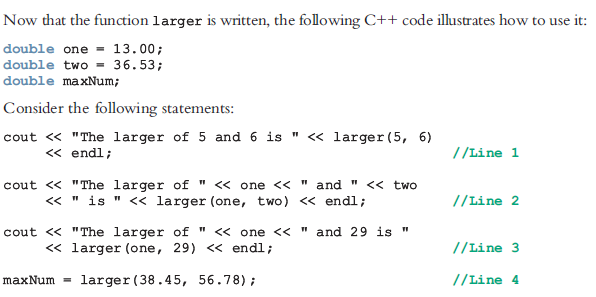 Now that the function larger is written, the following C++ code illustrates how to use it:
double one = 13.00;
double two = 36.53;
double maxNum;
Consider the following statements:
cout << "The larger of 5 and 6 is " << larger(5, 6)
     << endl;                                        //Line 1
cout << "The larger of " << one << " and " << two
     << " is " << larger(one, two) << endl;          //Line 2
cout << "The larger of " << one << " and 29 is "
     << larger(one, 29) << endl;                     //Line 3
maxNum = larger(38.45, 56.78);                       //Line 4